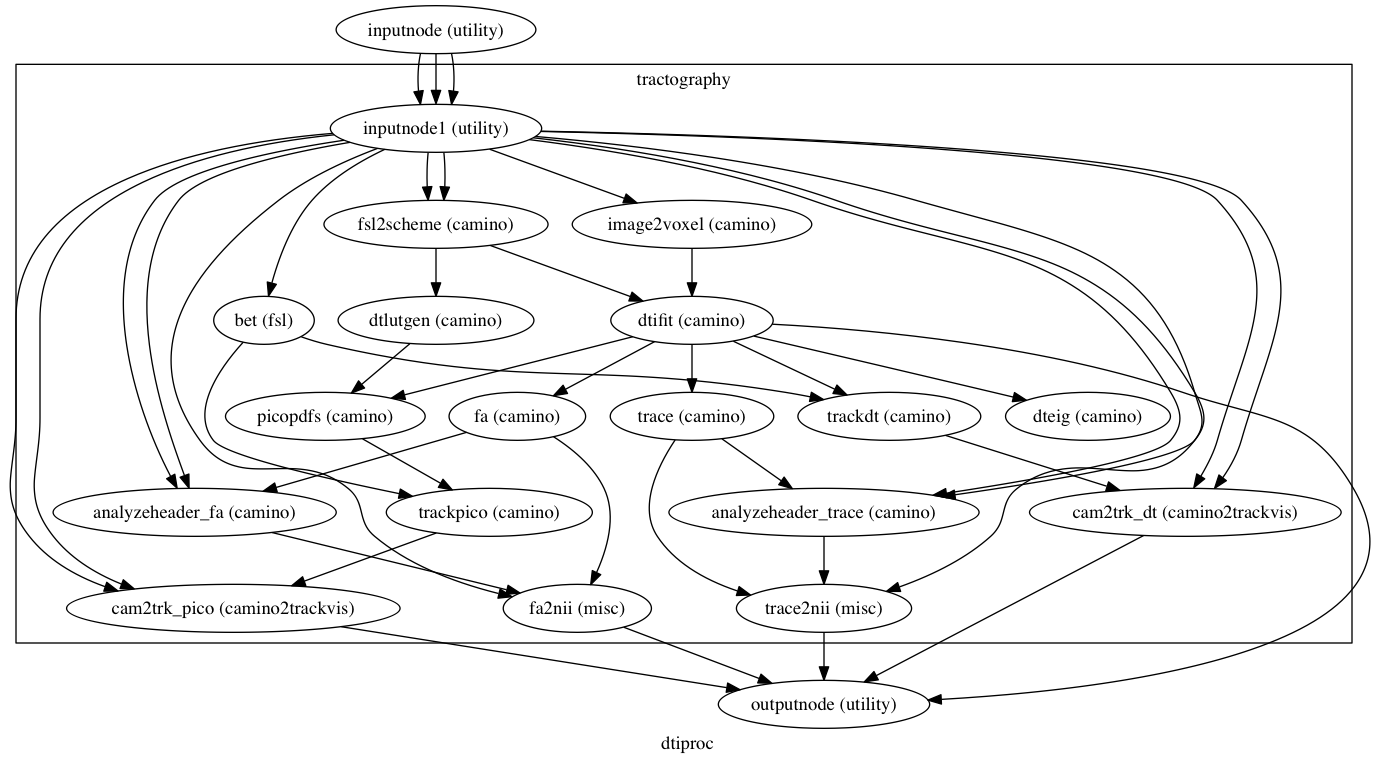 inputnode (utility)
tractography
inputnode1 (utility)
fsl2scheme (camino)
image2voxel (camino)
bet (fsl)
dtlutgen (camino)
dtifit (camino)
picopdfs (camino)
fa (camino)
trace (camino)
trackdt (camino)
dteig (camino)
analyzeheader_fa (camino)
trackpico (camino)
analyzeheader_trace (camino)
cam2trk_dt (camino2trackvis)
cam2trk_pico (camino2trackvis)
fa2nii (misc)
trace2nii (misc)
outputnode (utility)
dtiproc